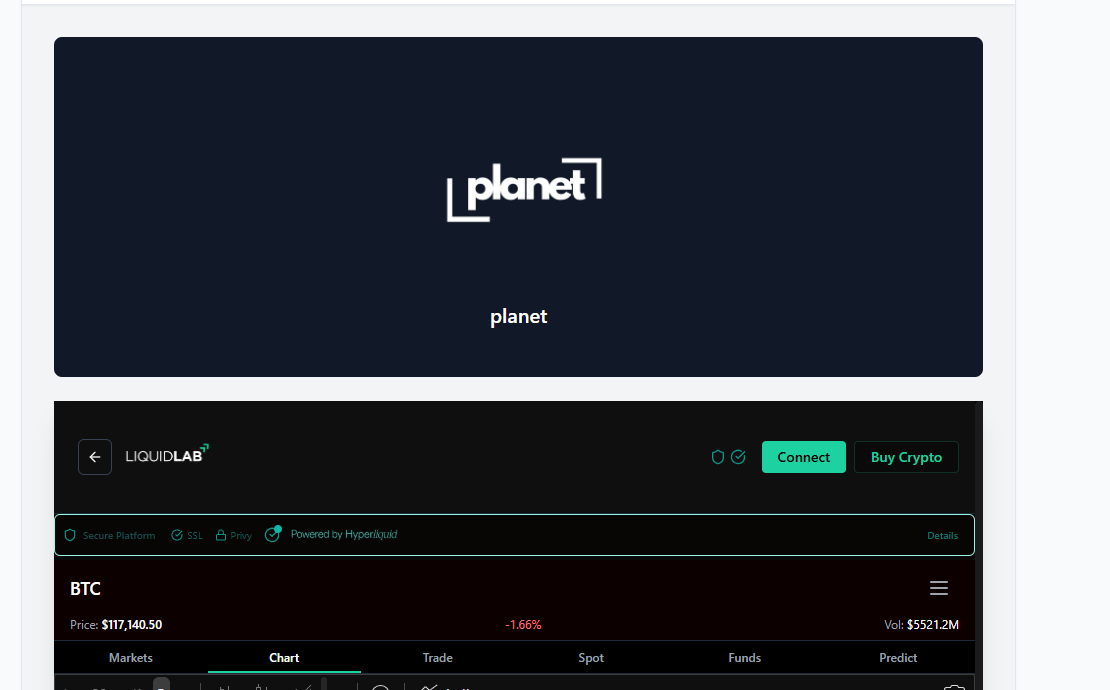 planet
planet
LIQUIDLAB
Connect
Buy Crypto
Secure Platform SSL Privy Powered by Hyperliquid Details
BTC
Price: $117,140.50 -1.66% Vol: $5521.2M
Markets Chart Trade Spot Funds Predict